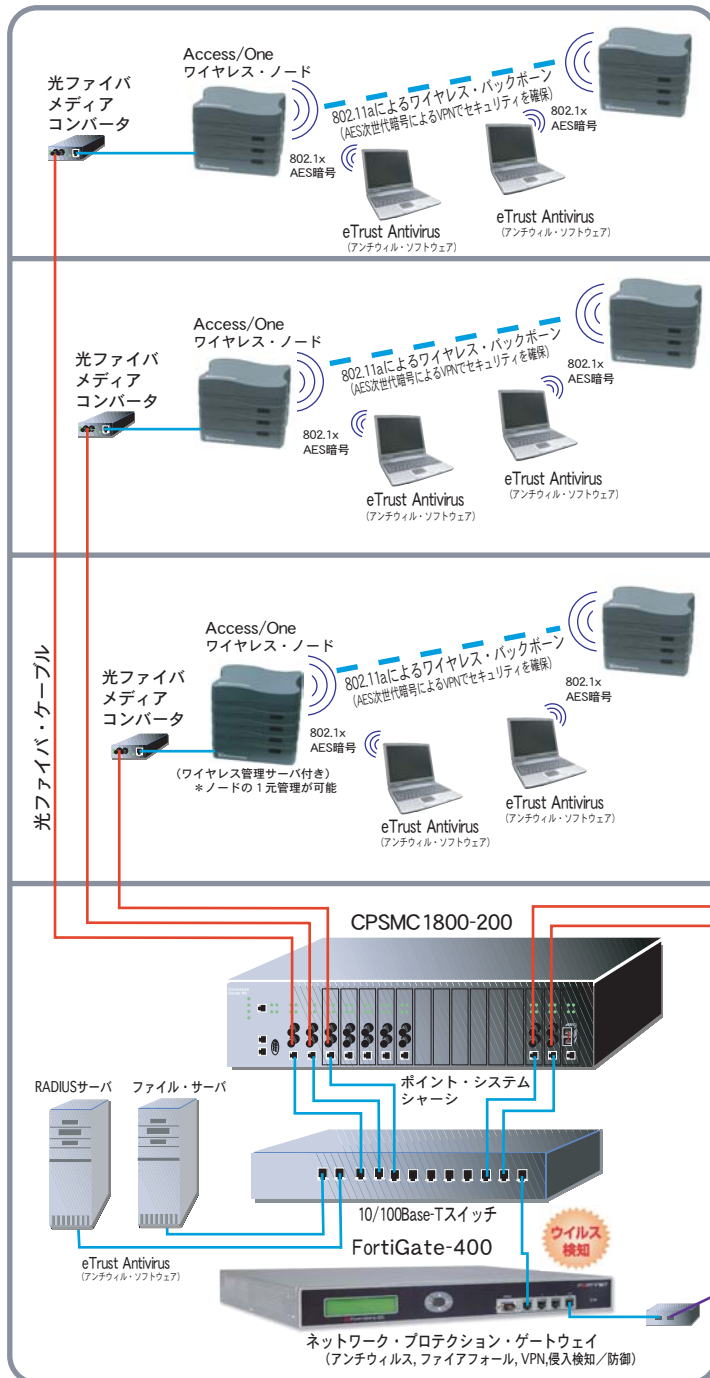 Access/One
ワイヤレス・ノード
光ファイバ
メディア
コンバータ
802.11aによるワイヤレス・バックボーン
(AES次世代暗号によるVPNでセキュリティを確保)
802.1x
AES暗号
802.1x
AES暗号
eTrust Antivirus
(アンチウィル・ソフトウェア)
eTrust Antivirus
(アンチウィル・ソフトウェア)
Access/One
ワイヤレス・ノード
光ファイバ
メディア
コンバータ
802.11aによるワイヤレス・バックボーン
(AES次世代暗号によるVPNでセキュリティを確保)
802.1x
AES暗号
802.1x
AES暗号
eTrust Antivirus
(アンチウィル・ソフトウェア)
eTrust Antivirus
(アンチウィル・ソフトウェア)
Access/One
ワイヤレス・ノード
光ファイバ
メディア
コンバータ
802.11aによるワイヤレス・バックボーン
(AES次世代暗号によるVPNでセキュリティを確保)
802.1x
AES暗号
802.1x
AES暗号
(ワイヤレス管理サーバ付き)
＊ノードの1元管理が可能
eTrust Antivirus
(アンチウィル・ソフトウェア)
eTrust Antivirus
(アンチウィル・ソフトウェア)
光ファイバ・ケーブル
CPSMC1800-200
ポイント・システム
シャーシ
RADIUSサーバ
ファイル・サーバ
10/100Base-Tスイッチ
eTrust Antivirus
(アンチウィル・ソフトウェア)
FortiGate-400
ウイルス
検知
ネットワーク・プロテクション・ゲートウェイ
(アンチウィルス, ファイアフォール, VPN,侵入検知／防御)